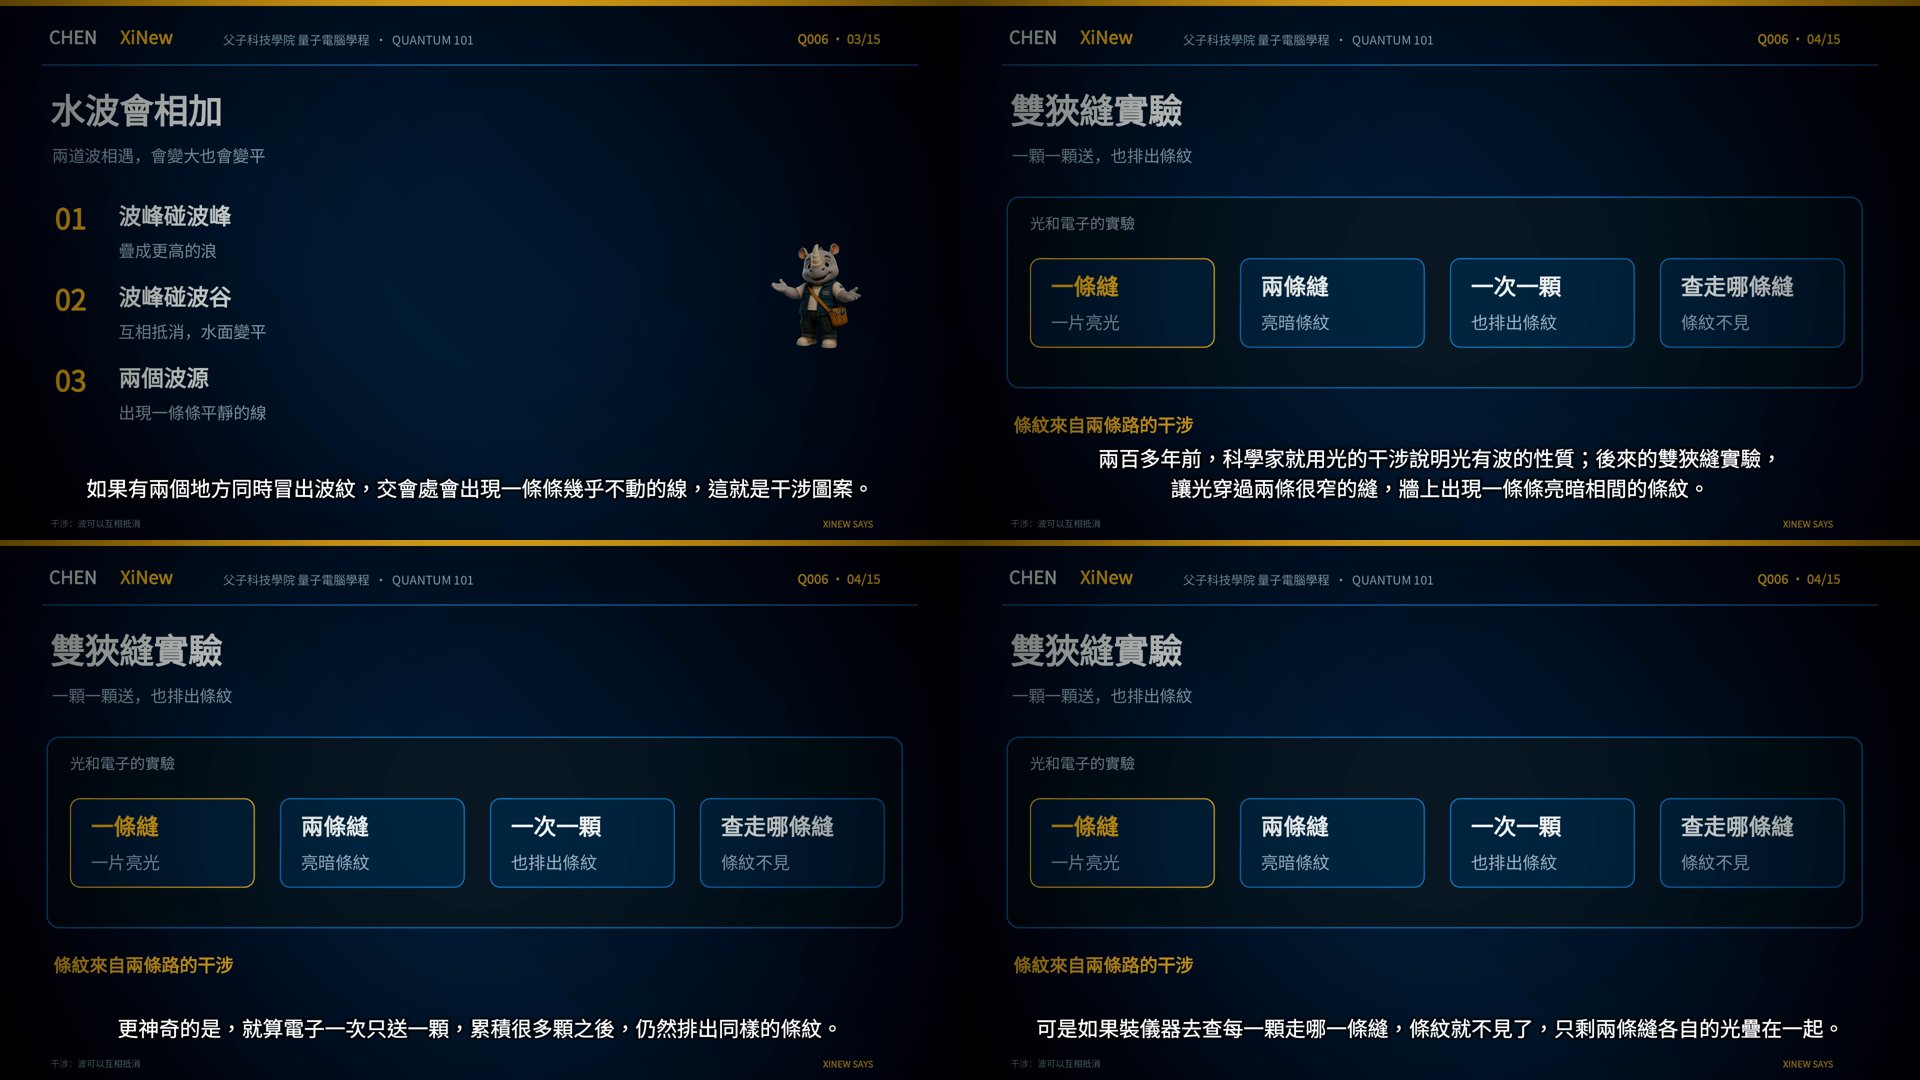 CHEN XiNew 父子科技學院 量子電腦學程 · QUANTUM 101 Q006 · 03/15
水波會相加
兩道波相遇，會變大也會變平
01 波峰碰波峰
疊成更高的浪
02 波峰碰波谷
互相抵消，水面變平
03 兩個波源
出現一條條平靜的線
如果有兩個地方同時冒出波紋，交會處會出現一條條幾乎不動的線，這就是干涉圖案。
干涉：波可以互相抵消 XINEW SAYS
CHEN XiNew 父子科技學院 量子電腦學程 · QUANTUM 101 Q006 · 04/15
雙狹縫實驗
一顆一顆送，也排出條紋
光和電子的實驗
一條縫 兩條縫 一次一顆 查走哪條縫
一片亮光 亮暗條紋 也排出條紋 條紋不見
條紋來自兩條路的干涉
兩百多年前，科學家就用光的干涉說明光有波的性質；後來的雙狹縫實驗，
讓光穿過兩條很窄的縫，牆上出現一條條亮暗相間的條紋。
干涉：波可以互相抵消 XINEW SAYS
CHEN XiNew 父子科技學院 量子電腦學程 · QUANTUM 101 Q006 · 04/15
雙狹縫實驗
一顆一顆送，也排出條紋
光和電子的實驗
一條縫 兩條縫 一次一顆 查走哪條縫
一片亮光 亮暗條紋 也排出條紋 條紋不見
條紋來自兩條路的干涉
更神奇的是，就算電子一次只送一顆，累積很多顆之後，仍然排出同樣的條紋。
干涉：波可以互相抵消 XINEW SAYS
CHEN XiNew 父子科技學院 量子電腦學程 · QUANTUM 101 Q006 · 04/15
雙狹縫實驗
一顆一顆送，也排出條紋
光和電子的實驗
一條縫 兩條縫 一次一顆 查走哪條縫
一片亮光 亮暗條紋 也排出條紋 條紋不見
條紋來自兩條路的干涉
可是如果裝儀器去查每一顆走哪一條縫，條紋就不見了，只剩兩條縫各自的光疊在一起。
干涉：波可以互相抵消 XINEW SAYS